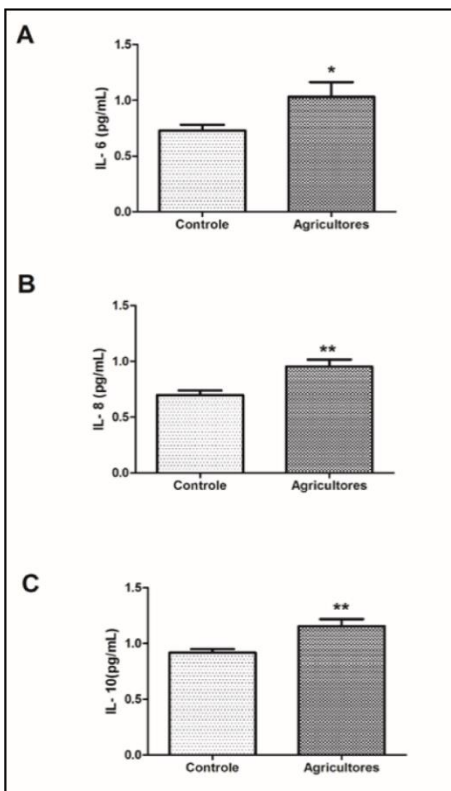 A
IL- 6 (pg/mL)
1.5
1.0
0.5
0.0
*
Controle
Agricultores
B
IL- 8 (pg/mL)
1.5
1.0
0.5
0.0
**
Controle
Agricultores
C
IL- 10(pg/mL)
1.5
1.0
0.5
0.0
**
Controle
Agricultores